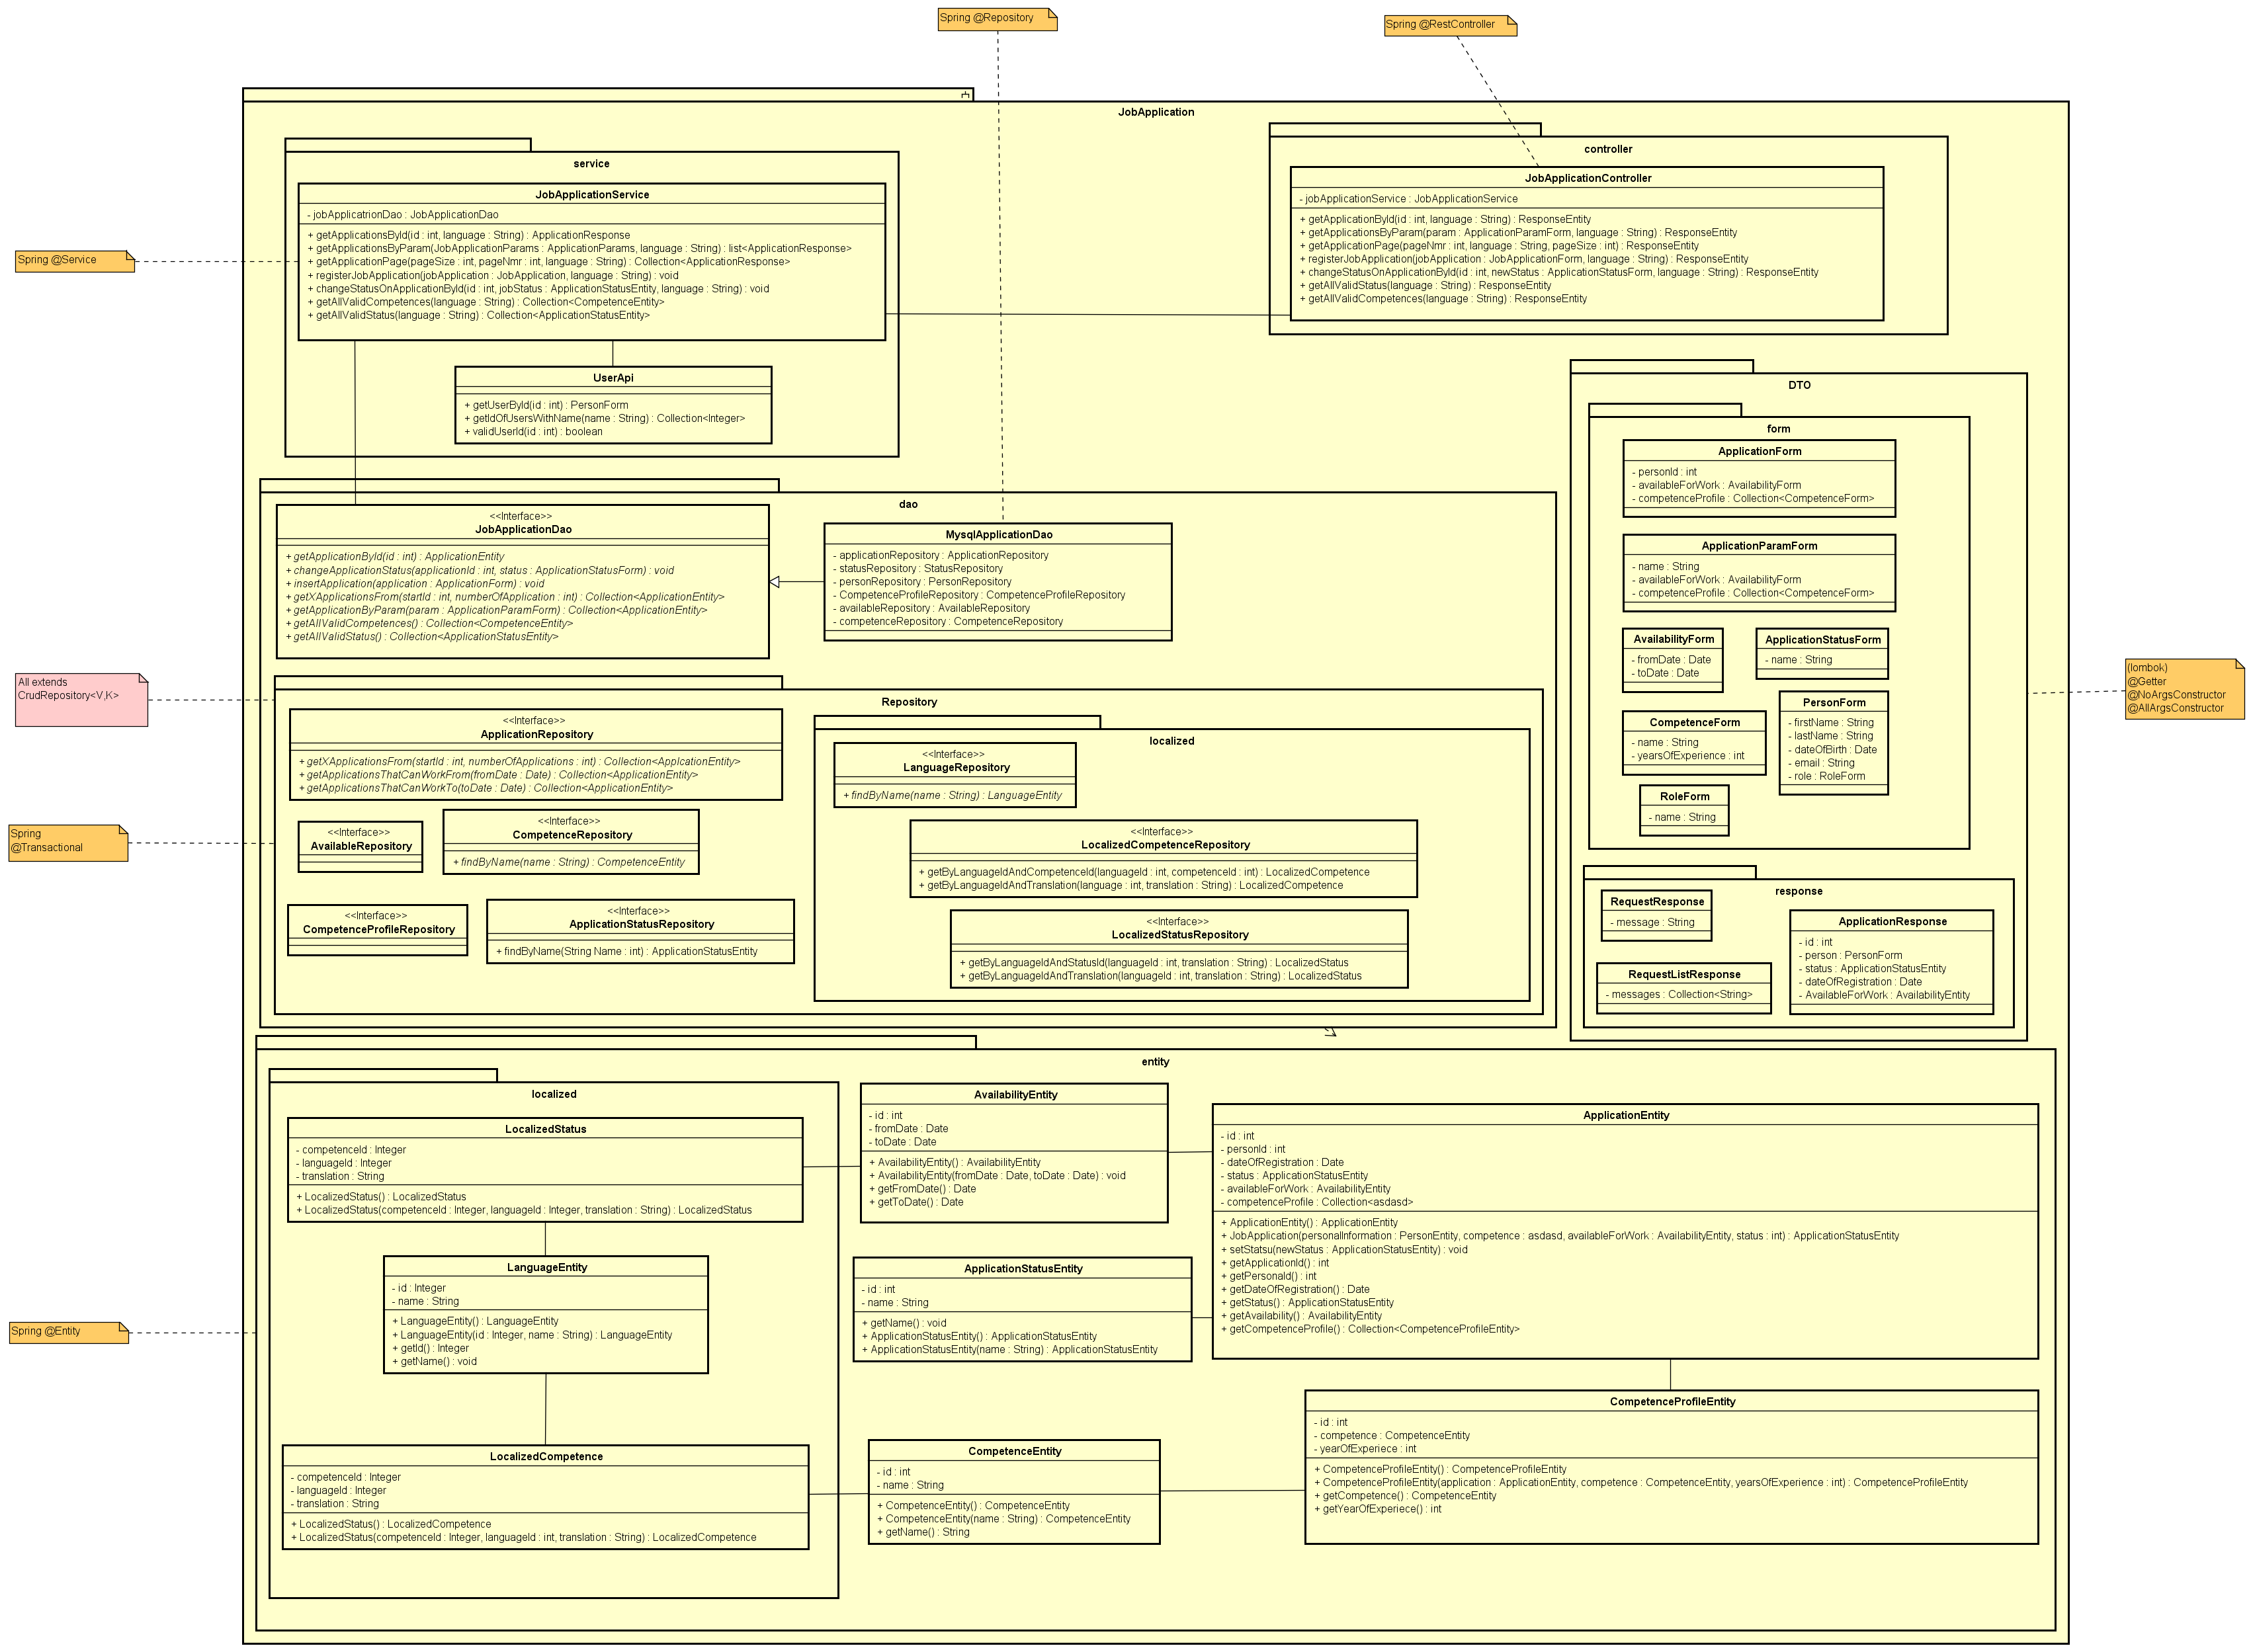 Spring @Repository
Spring @RestController
JobApplication
service
JobApplicationService
- jobApplicatrionDao : JobApplicationDao
+ getApplicationsById(id : int, language : String) : ApplicationResponse
+ getApplicationsByParam(JobApplicationParams : ApplicationParams, language : String) : list<ApplicationResponse>
+ getApplicationPage(pageSize : int, pageNmr : int, language : String) : Collection<ApplicationResponse>
+ registerJobApplication(jobApplication : JobApplication, language : String) : void
+ changeStatusOnApplicationById(id : int, jobStatus : ApplicationStatusEntity, language : String) : void
+ getAllValidCompetences(language : String) : Collection<CompetenceEntity>
+ getAllValidStatus(language : String) : Collection<ApplicationStatusEntity>
Spring @Service
UserApi
+ getUserById(id : int) : PersonForm
+ getIdOfUsersWithName(name : String) : Collection<Integer>
+ validUserId(id : int) : boolean
controller
JobApplicationController
- jobApplicationService : JobApplicationService
+ getApplicationById(id : int, language : String) : ResponseEntity
+ getApplicationsByParam(param : ApplicationParamForm, language : String) : ResponseEntity
+ getApplicationPage(pageNmr : int, language : String, pageSize : int) : ResponseEntity
+ registerJobApplication(jobApplication : JobApplicationForm, language : String) : ResponseEntity
+ changeStatusOnApplicationById(id : int, newStatus : ApplicationStatusForm, language : String) : ResponseEntity
+ getAllValidStatus(language : String) : ResponseEntity
+ getAllValidCompetences(language : String) : ResponseEntity
DTO
form
ApplicationForm
- personId : int
- availableForWork : AvailabilityForm
- competenceProfile : Collection<CompetenceForm>
ApplicationParamForm
- name : String
- availableForWork : AvailabilityForm
- competenceProfile : Collection<CompetenceForm>
AvailabilityForm
- fromDate : Date
- toDate : Date
ApplicationStatusForm
- name : String
CompetenceForm
- name : String
- yearsOfExperience : int
PersonForm
- firstName : String
- lastName : String
- dateOfBirth : Date
- email : String
- role : RoleForm
RoleForm
- name : String
response
RequestResponse
- message : String
RequestListResponse
- messages : Collection<String>
ApplicationResponse
- id : int
- person : PersonForm
- status : ApplicationStatusEntity
- dateOfRegistration : Date
- AvailableForWork : AvailabilityEntity
(lombok)
@Getter
@NoArgsConstructor
@AllArgsConstructor
dao
<<Interface>>
JobApplicationDao
+ getApplicationById(id : int) : ApplicationEntity
+ changeApplicationStatus(applicationId : int, status : ApplicationStatusForm) : void
+ insertApplication(application : ApplicationForm) : void
+ getXApplicationsFrom(startId : int, numberOfApplication : int) : Collection<ApplicationEntity>
+ getApplicationByParam(param : ApplicationParamForm) : Collection<ApplicationEntity>
+ getAllValidCompetences() : Collection<CompetenceEntity>
+ getAllValidStatus() : Collection<ApplicationStatusEntity>
MysqlApplicationDao
- applicationRepository : ApplicationRepository
- statusRepository : StatusRepository
- personRepository : PersonRepository
- CompetenceProfileRepository : CompetenceProfileRepository
- availableRepository : AvailableRepository
- competenceRepository : CompetenceRepository
All extends
CrudRepository<V,K>
Spring
@Transactional
Repository
<<Interface>>
ApplicationRepository
+ getXApplicationsFrom(startId : int, numberOfApplications : int) : Collection<ApplcationEntity>
+ getApplicationsThatCanWorkFrom(fromDate : Date) : Collection<ApplicationEntity>
+ getApplicationsThatCanWorkTo(toDate : Date) : Collection<ApplicationEntity>
<<Interface>>
AvailableRepository
<<Interface>>
CompetenceRepository
+ findByName(name : String) : CompetenceEntity
<<Interface>>
CompetenceProfileRepository
<<Interface>>
ApplicationStatusRepository
+ findByName(String Name : int) : ApplicationStatusEntity
localized
<<Interface>>
LanguageRepository
+ findByName(name : String) : LanguageEntity
<<Interface>>
LocalizedCompetenceRepository
+ getByLanguageIdAndCompetenceId(languageId : int, competenceId : int) : LocalizedCompetence
+ getByLanguageIdAndTranslation(language : int, translation : String) : LocalizedCompetence
<<Interface>>
LocalizedStatusRepository
+ getByLanguageIdAndStatusId(languageId : int, translation : String) : LocalizedStatus
+ getByLanguageIdAndTranslation(languageId : int, translation : String) : LocalizedStatus
entity
Spring @Entity
localized
LocalizedStatus
- competenceId : Integer
- languageId : Integer
- translation : String
+ LocalizedStatus() : LocalizedStatus
+ LocalizedStatus(competenceId : Integer, languageId : Integer, translation : String) : LocalizedStatus
LanguageEntity
- id : Integer
- name : String
+ LanguageEntity() : LanguageEntity
+ LanguageEntity(id : Integer, name : String) : LanguageEntity
+ getId() : Integer
+ getName() : void
LocalizedCompetence
- competenceId : Integer
- languageId : Integer
- translation : String
+ LocalizedStatus() : LocalizedCompetence
+ LocalizedStatus(competenceId : Integer, languageId : int, translation : String) : LocalizedCompetence
AvailabilityEntity
- id : int
- fromDate : Date
- toDate : Date
+ AvailabilityEntity() : AvailabilityEntity
+ AvailabilityEntity(fromDate : Date, toDate : Date) : void
+ getFromDate() : Date
+ getToDate() : Date
ApplicationStatusEntity
- id : int
- name : String
+ getName() : void
+ ApplicationStatusEntity() : ApplicationStatusEntity
+ ApplicationStatusEntity(name : String) : ApplicationStatusEntity
CompetenceEntity
- id : int
- name : String
+ CompetenceEntity() : CompetenceEntity
+ CompetenceEntity(name : String) : CompetenceEntity
+ getName() : String
ApplicationEntity
- id : int
- personId : int
- dateOfRegistration : Date
- status : ApplicationStatusEntity
- availableForWork : AvailabilityEntity
- competenceProfile : Collection<asdasd>
+ ApplicationEntity() : ApplicationEntity
+ JobApplication(personalInformation : PersonEntity, competence : asdasd, availableForWork : AvailabilityEntity, status : int) : ApplicationStatusEntity
+ setStatsu(newStatus : ApplicationStatusEntity) : void
+ getApplicationId() : int
+ getPersonaId() : int
+ getDateOfRegistration() : Date
+ getStatus() : ApplicationStatusEntity
+ getAvailability() : AvailabilityEntity
+ getCompetenceProfile() : Collection<CompetenceProfileEntity>
CompetenceProfileEntity
- id : int
- competence : CompetenceEntity
- yearOfExperiece : int
+ CompetenceProfileEntity() : CompetenceProfileEntity
+ CompetenceProfileEntity(application : ApplicationEntity, competence : CompetenceEntity, yearsOfExperience : int) : CompetenceProfileEntity
+ getCompetence() : CompetenceEntity
+ getYearOfExperiece() : int